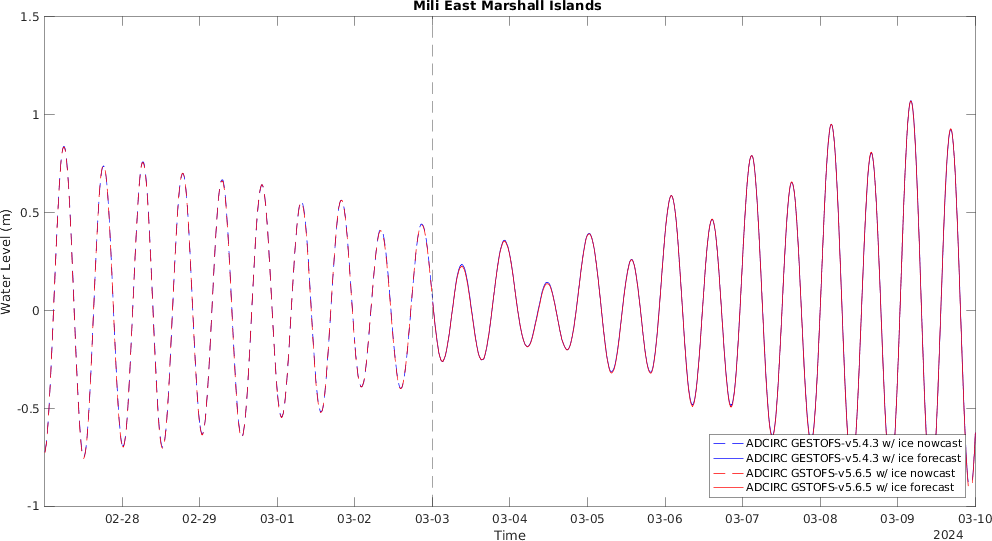 Mili East Marshall Islands
1.5
1
0.5
0
-0.5
-1
Water Level (m)
ADCIRC GESTOFS-v5.4.3 w/ ice nowcast
ADCIRC GESTOFS-v5.4.3 w/ ice forecast
ADCIRC GSTOFS-v5.6.5 w/ ice nowcast
ADCIRC GSTOFS-v5.6.5 w/ ice forecast
02-28 02-29 03-01 03-02 03-03 03-04 03-05 03-06 03-07 03-08 03-09 03-10
Time
2024